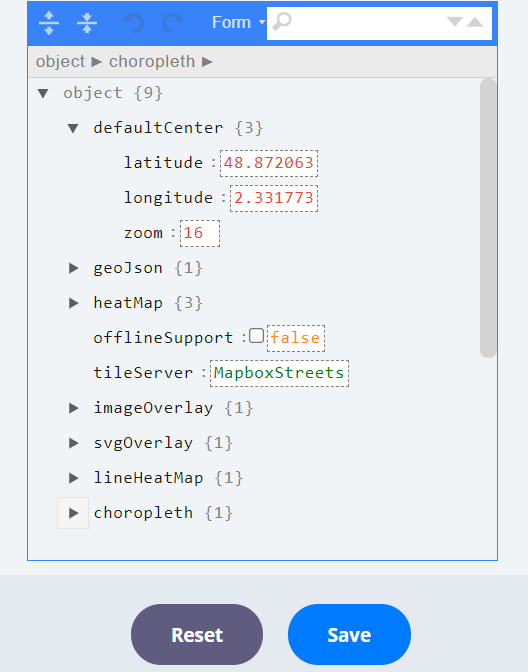 Form
object ► choropleth ►
object {9}
defaultCenter {3}
latitude : 48.872063
longitude : 2.331773
zoom : 16
geoJson {1}
heatMap {3}
offlineSupport : false
tileServer : MapboxStreets
imageOverlay {1}
svgOverlay {1}
lineHeatMap {1}
choropleth {1}
Reset Save